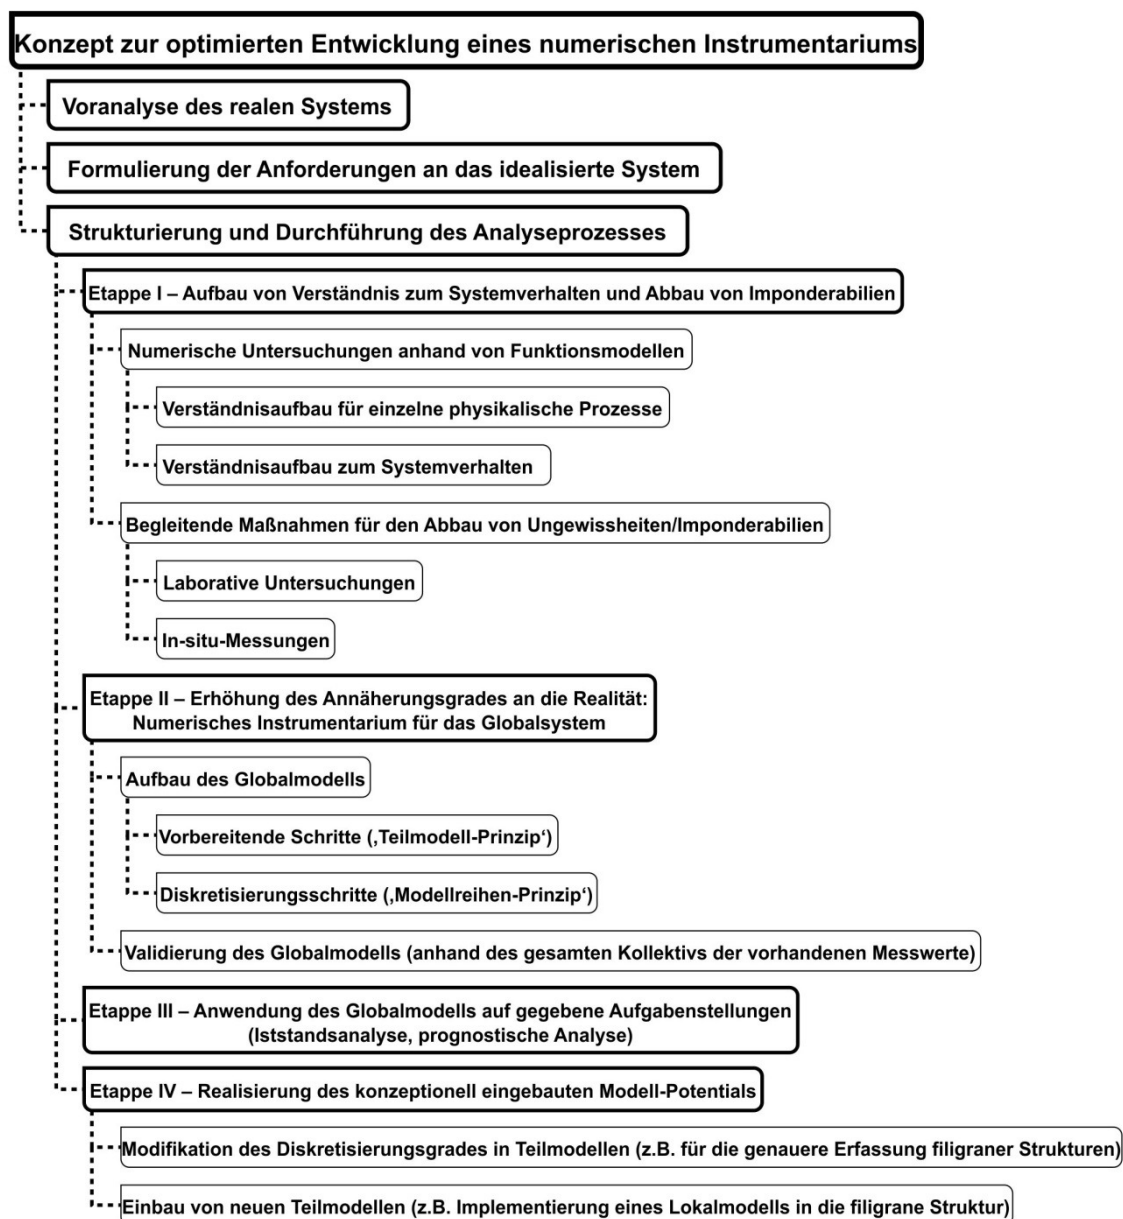 Konzept zur optimierten Entwicklung eines numerischen Instrumentariums
Voranalyse des realen Systems
Formulierung der Anforderungen an das idealisierte System
Strukturierung und Durchführung des Analyseprozesses
Etappe I – Aufbau von Verständnis zum Systemverhalten und Abbau von Imponderabilien
Numerische Untersuchungen anhand von Funktionsmodellen
Verständnisaufbau für einzelne physikalische Prozesse
Verständnisaufbau zum Systemverhalten
Begleitende Maßnahmen für den Abbau von Ungewissheiten/Imponderabilien
Laborative Untersuchungen
In-situ-Messungen
Etappe II – Erhöhung des Annäherungsgrades an die Realität:
Numerisches Instrumentarium für das Globalsystem
Aufbau des Globalmodells
Vorbereitende Schritte (‚Teilmodell-Prinzip‘)
Diskretisierungsschritte (‚Modellreihen-Prinzip‘)
Validierung des Globalmodells (anhand des gesamten Kollektivs der vorhandenen Messwerte)
Etappe III – Anwendung des Globalmodells auf gegebene Aufgabenstellungen
(Iststandsanalyse, prognostische Analyse)
Etappe IV – Realisierung des konzeptionell eingebauten Modell-Potentials
Modifikation des Diskretisierungsgrades in Teilmodellen (z.B. für die genauere Erfassung filigraner Strukturen)
Einbau von neuen Teilmodellen (z.B. Implementierung eines Lokalmodells in die filigrane Struktur)